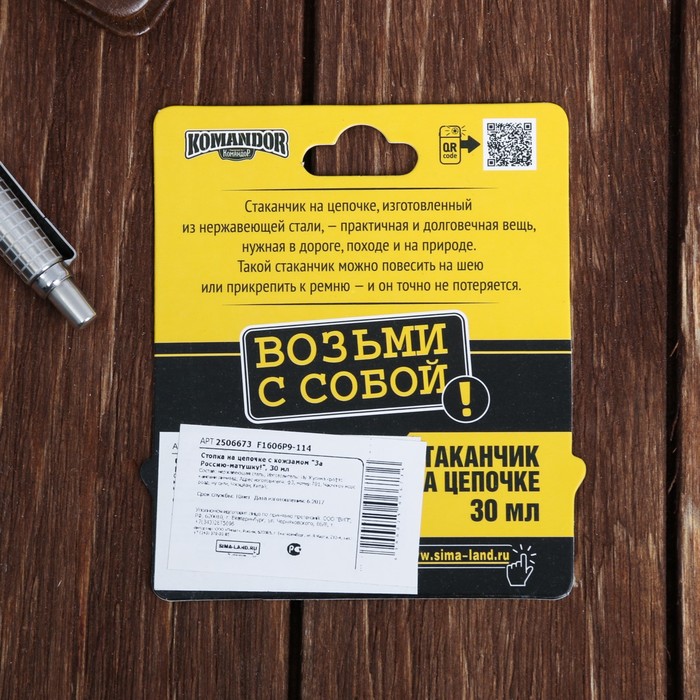 KOMANDOR
КОМАНДОР
QR
code
Стаканчик на цепочке, изготовленный
из нержавеющей стали, — практичная и долговечная вещь,
нужная в дороге, походе и на природе.
Такой стаканчик можно повесить на шею
или прикрепить к ремню — и он точно не потеряется.
ВОЗЬМИ
С СОБОЙ
!
АРТ 2506673 F1606P9-114
Стопка на цепочке с кожзамом "За
Россию-матушку!", 30 мл
SIMA-LAND.RU
ТАКАНЧИК
А ЦЕПОЧКЕ
30 МЛ
www.sima-land.ru